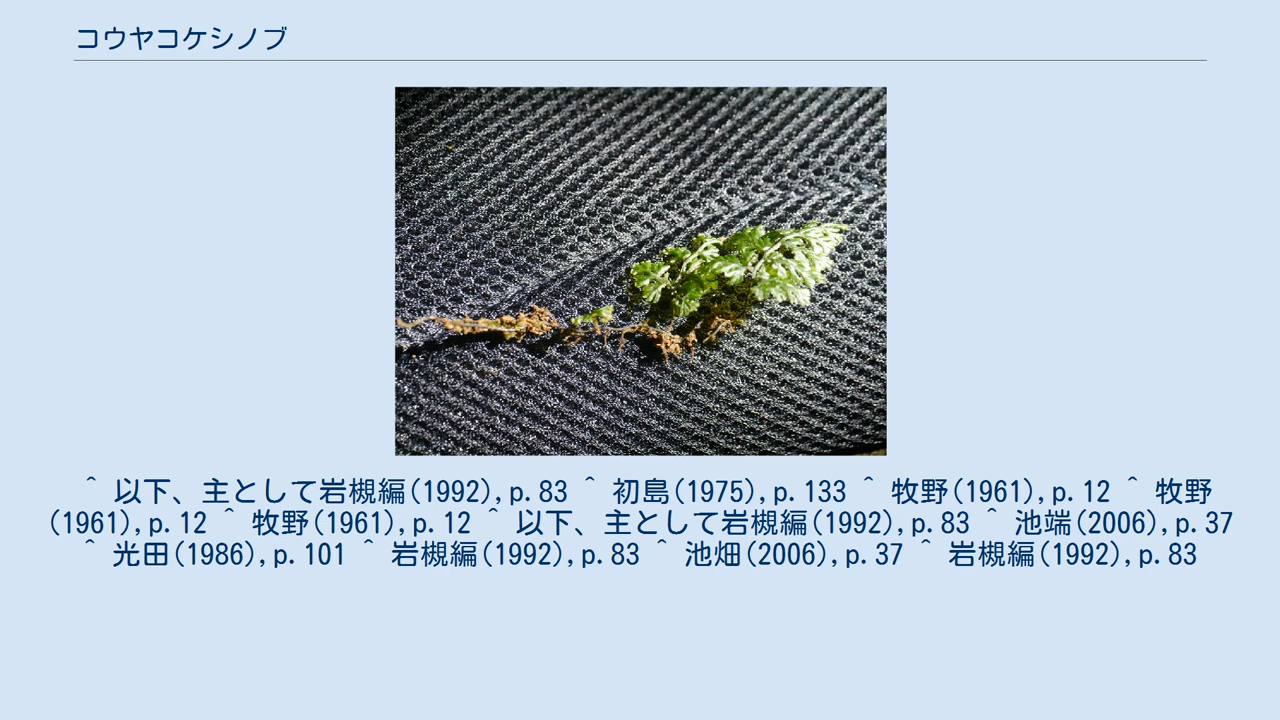 コウヤコケシノブ
^ 以下、主として岩槻編(1992),p.83 ^ 初島(1975),p.133 ^ 牧野(1961),p.12 ^ 牧野
(1961),p.12 ^ 牧野(1961),p.12 ^ 以下、主として岩槻編(1992),p.83 ^ 池端(2006),p.37
^ 光田(1986),p.101 ^ 岩槻編(1992),p.83 ^ 池畑(2006),p.37 ^ 岩槻編(1992),p.83